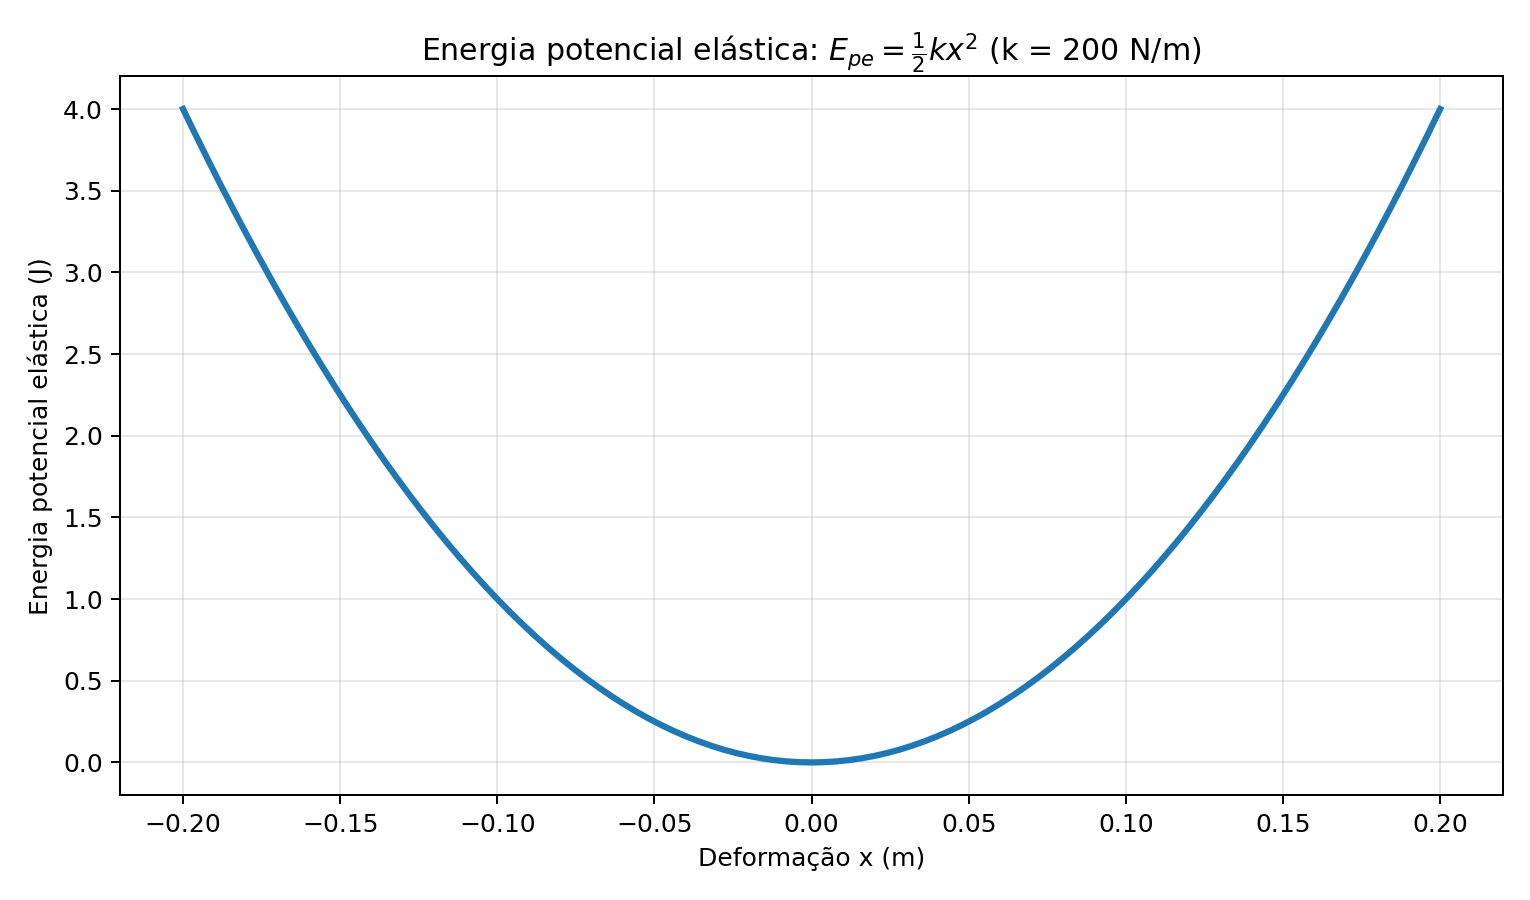 Energia potencial elástica: $E_{pe} = \frac{1}{2}kx^2$ (k = 200 N/m)
Energia potencial elástica (J)
4.0
3.5
3.0
2.5
2.0
1.5
1.0
0.5
0.0
−0.20 −0.15 −0.10 −0.05 0.00 0.05 0.10 0.15 0.20
Deformação x (m)